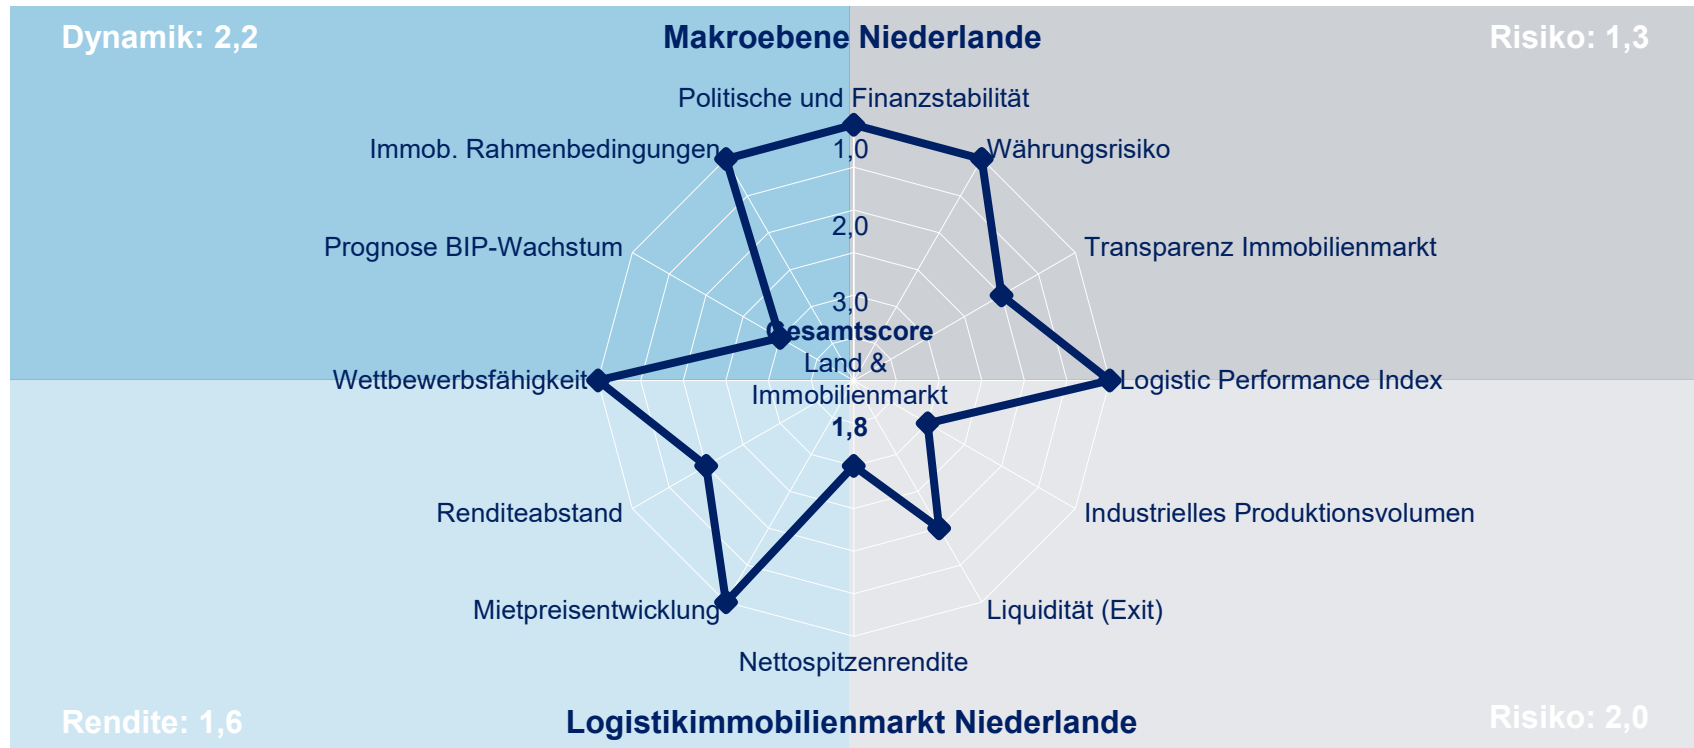 Dynamik: 2,2
Makroebene Niederlande
Risiko: 1,3
Politische und Finanzstabilität
Immob. Rahmenbedingungen
1,0
Währungsrisiko
2,0
Prognose BIP-Wachstum
Transparenz Immobilienmarkt
3,0
Gesamtscore
Land &
Immobilienmarkt
1,8
Wettbewerbsfähigkeit
Logistic Performance Index
Renditeabstand
Industrielles Produktionsvolumen
Mietpreisentwicklung
Liquidität (Exit)
Nettospitzenrendite
Rendite: 1,6
Logistikimmobilienmarkt Niederlande
Risiko: 2,0